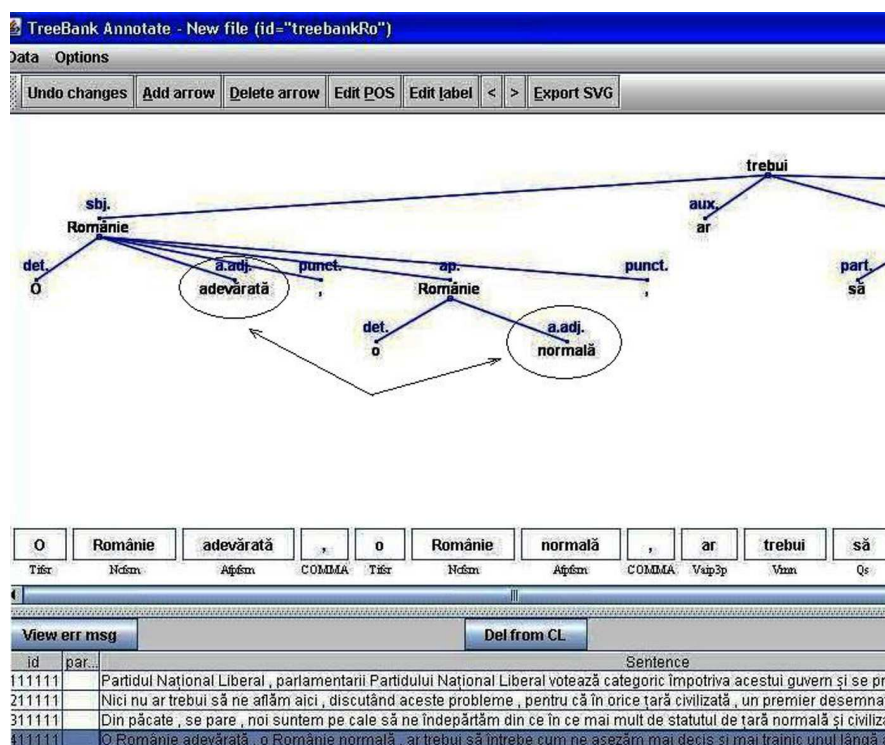 TreeBank Annotate - New file (id="treebankRo")
Data Options
Undo changes Add arrow Delete arrow Edit POS Edit label < > Export SVG
trebui
sbj. aux.
Românie ar
det. a.adj. punct. ap. punct. part.
O adevărată , Românie , să
det. a.adj.
o normală
O Românie adevărată , o Românie normală , ar trebui să
Tifsr Ncfsrn Afpfsrn COMMA Tifsr Ncfsrn Afpfsrn COMMA Vaip3p Vmn Qs
View err msg Del from CL
id par... Sentence
111111 Partidul Național Liberal , parlamentarii Partidului Național Liberal votează categoric împotriva acestui guvern și se pr
211111 Nici nu ar trebui să ne aflăm aici , discutând aceste probleme , pentru că în orice țară civilizată , un premier desemna
311111 Din păcate , se pare , noi suntem pe cale să ne îndepărtăm din ce în ce mai mult de statutul de țară normală și civiliza
411111 O Românie adevărată , o Românie normală , ar trebui să întrebe cum ne așezăm mai decis și mai trainic unul lângă